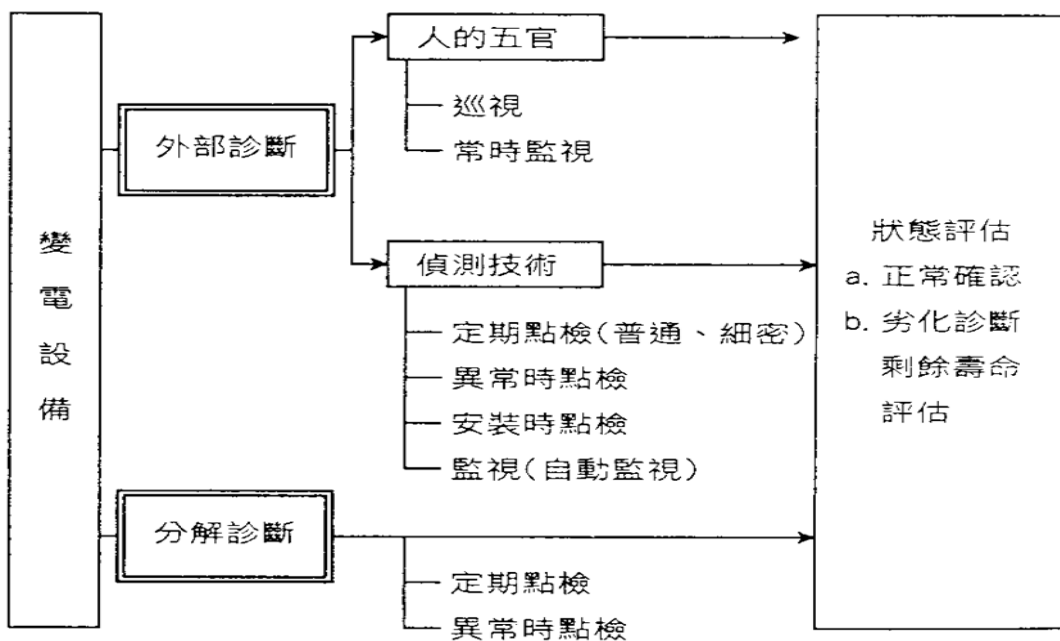 變電設備
外部診斷
人的五官
巡視
常時監視
偵測技術
定期點檢(普通、細密)
異常時點檢
安裝時點檢
監視(自動監視)
分解診斷
定期點檢
異常時點檢
狀態評估
a. 正常確認
b. 劣化診斷
剩餘壽命
評估